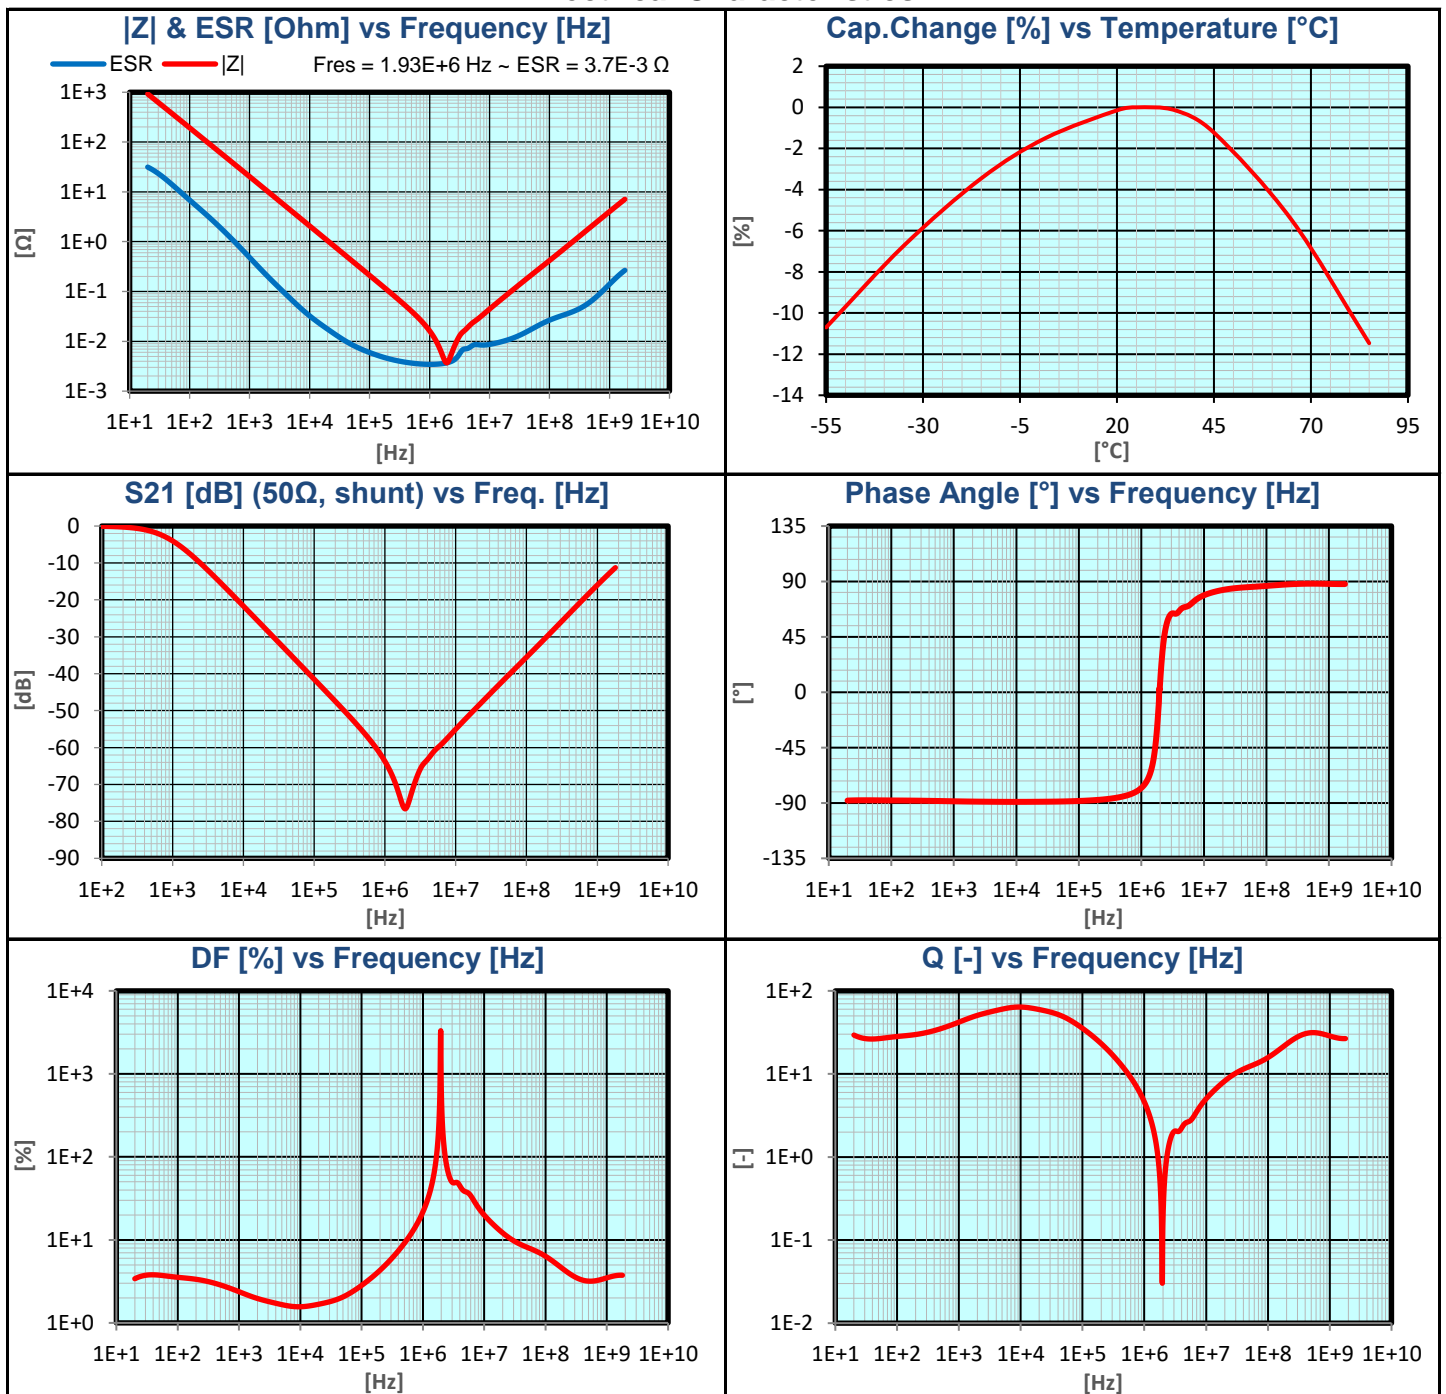 |Z| & ESR [Ohm] vs Frequency [Hz]
ESR |Z| Fres = 1.93E+6 Hz ~ ESR = 3.7E-3 Ω
1E+3
1E+2
1E+1
1E+0
1E-1
1E-2
1E-3
[Ω]
1E+1 1E+2 1E+3 1E+4 1E+5 1E+6 1E+7 1E+8 1E+9 1E+10
[Hz]
Cap.Change [%] vs Temperature [°C]
2
0
-2
-4
-6
-8
-10
-12
-14
[%]
-55 -30 -5 20 45 70 95
[°C]
S21 [dB] (50Ω, shunt) vs Freq. [Hz]
0
-10
-20
-30
-40
-50
-60
-70
-80
-90
[dB]
1E+2 1E+3 1E+4 1E+5 1E+6 1E+7 1E+8 1E+9 1E+10
[Hz]
Phase Angle [°] vs Frequency [Hz]
135
90
45
0
-45
-90
-135
[°]
1E+1 1E+2 1E+3 1E+4 1E+5 1E+6 1E+7 1E+8 1E+9 1E+10
[Hz]
DF [%] vs Frequency [Hz]
1E+4
1E+3
1E+2
1E+1
1E+0
[%]
1E+1 1E+2 1E+3 1E+4 1E+5 1E+6 1E+7 1E+8 1E+9 1E+10
[Hz]
Q [-] vs Frequency [Hz]
1E+2
1E+1
1E+0
1E-1
1E-2
[-]
1E+1 1E+2 1E+3 1E+4 1E+5 1E+6 1E+7 1E+8 1E+9 1E+10
[Hz]